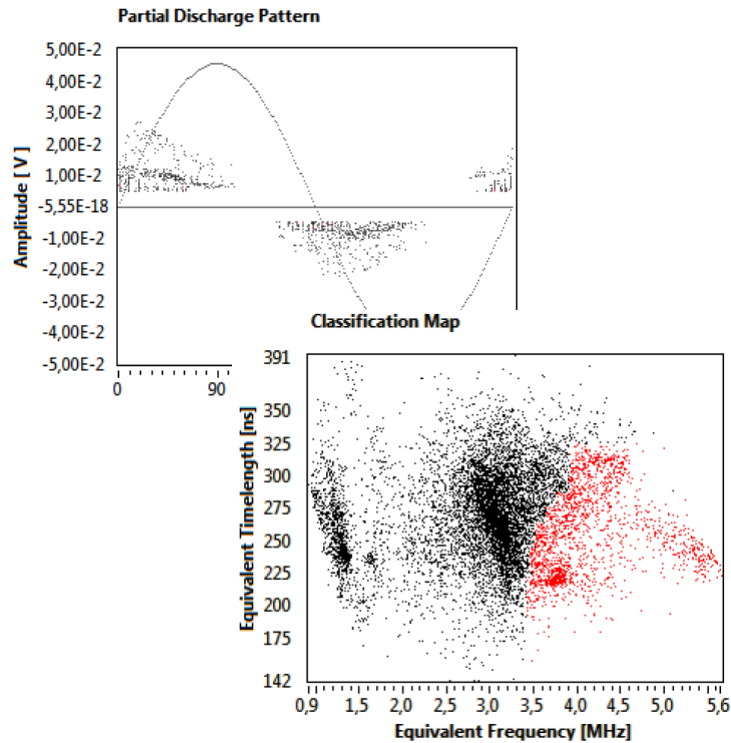 Partial Discharge Pattern
5,00E-2
4,00E-2
3,00E-2
2,00E-2
1,00E-2
-5,55E-18
-1,00E-2
-2,00E-2
-3,00E-2
-4,00E-2
-5,00E-2
Amplitude [ V ]
0 90
Classification Map
391
350
325
300
275
250
225
200
175
142
Equivalent Timelength [ns]
0,9 1,5 2,0 2,5 3,0 3,5 4,0 4,5 5,0 5,6
Equivalent Frequency [MHz]